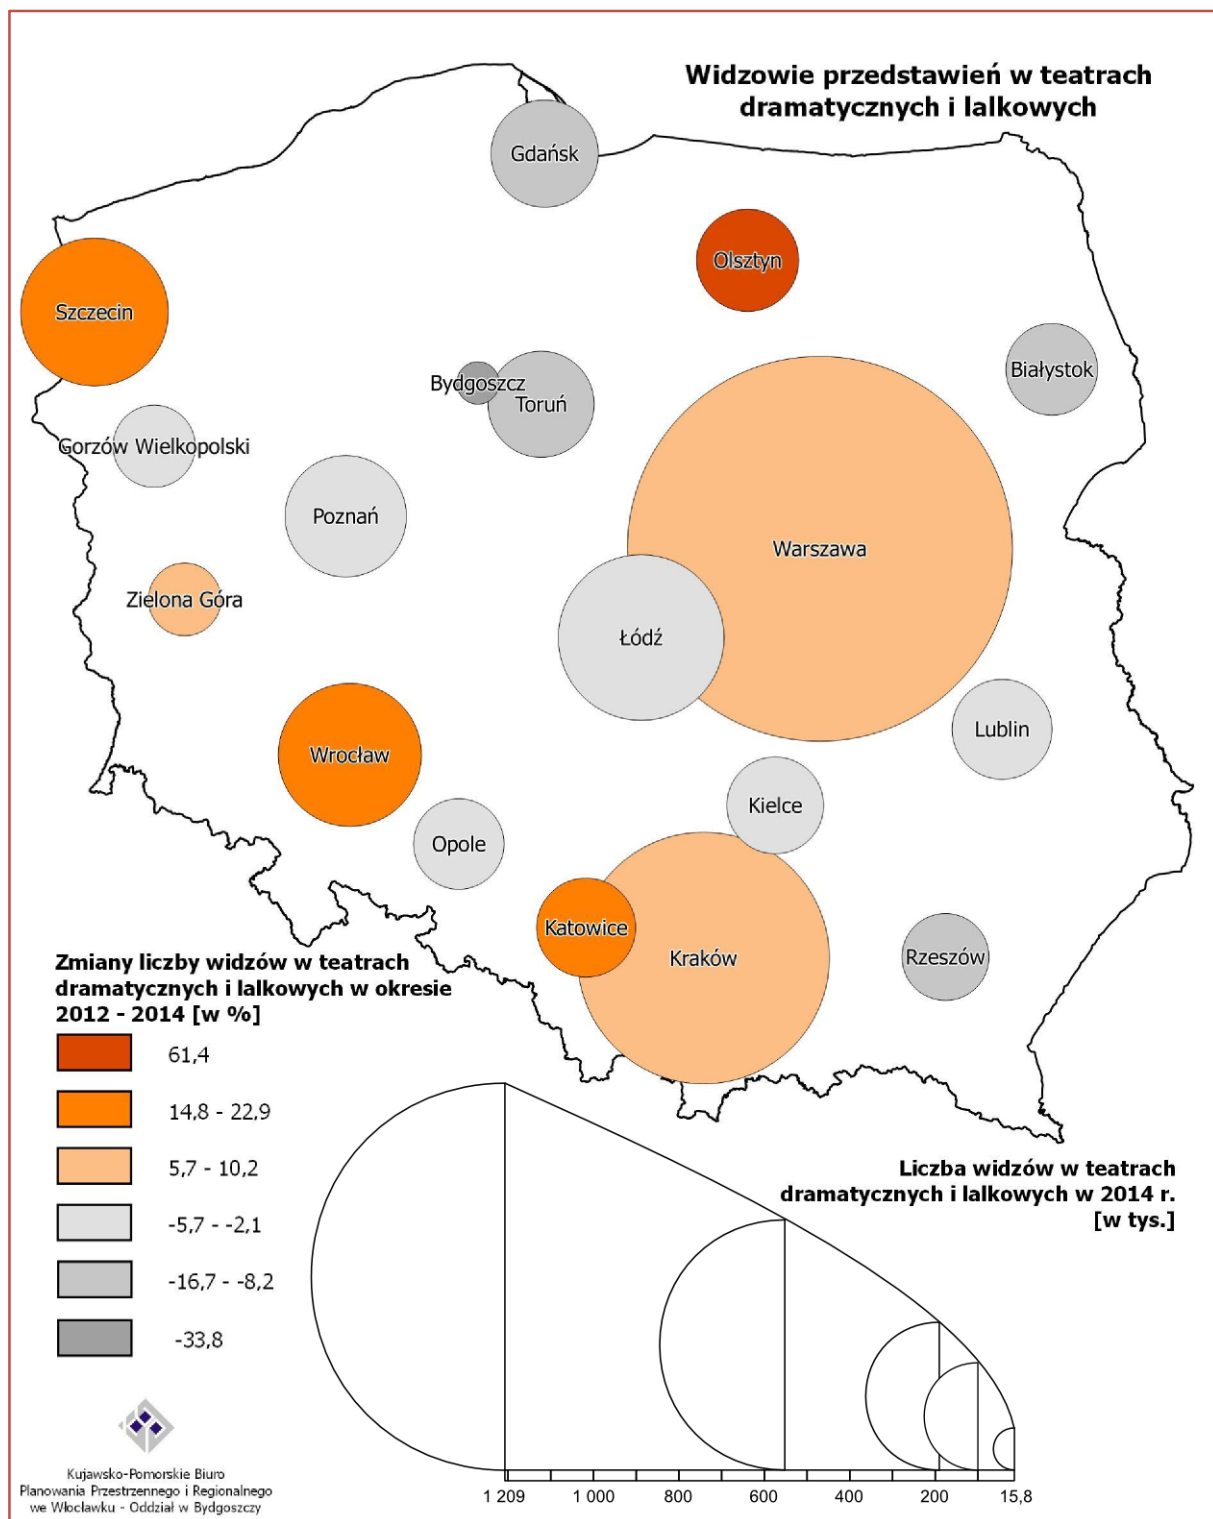 Widzowie przedstawień w teatrach
dramatycznych i lalkowych
Gdańsk
Olsztyn
Szczecin
Białystok
Bydgoszcz
Toruń
Gorzów Wielkopolski
Poznań
Warszawa
Zielona Góra
Łódź
Lublin
Wrocław
Kielce
Opole
Katowice
Kraków
Rzeszów
Zmiany liczby widzów w teatrach
dramatycznych i lalkowych w okresie
2012 - 2014 [w %]
61,4
14,8 - 22,9
5,7 - 10,2
-5,7 - -2,1
-16,7 - -8,2
-33,8
Liczba widzów w teatrach
dramatycznych i lalkowych w 2014 r.
[w tys.]
1 209 1 000 800 600 400 200 15,8
Kujawsko-Pomorskie Biuro
Planowania Przestrzennego i Regionalnego
we Włocławku - Oddział w Bydgoszczy